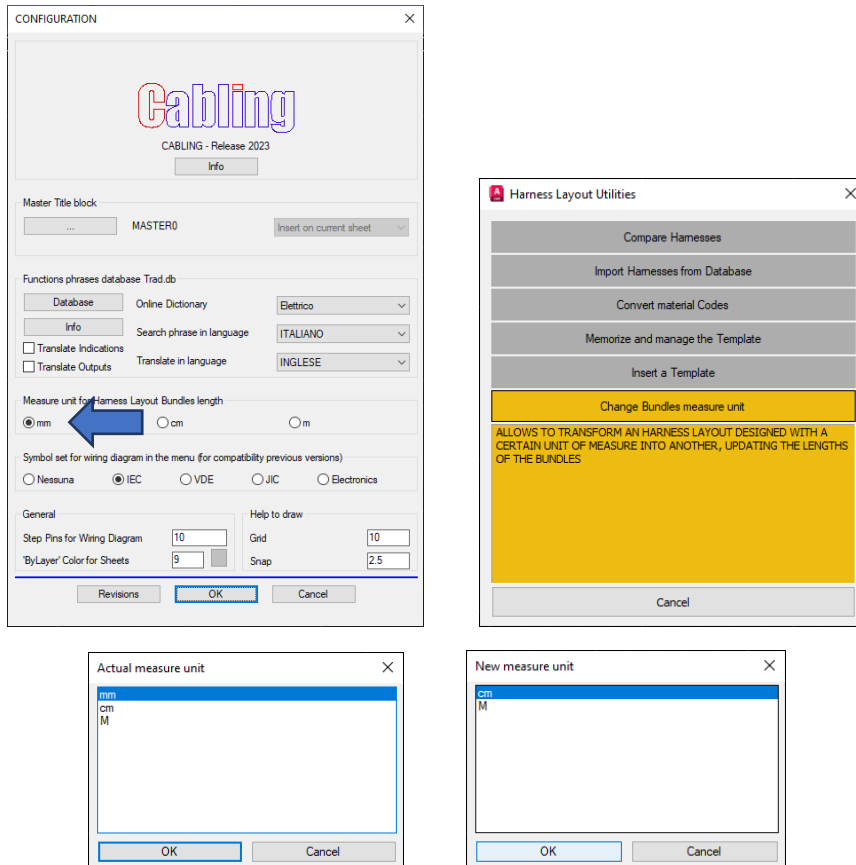 CONFIGURATION
Cabling
CABLING - Release 2023
Info
Master Title block
...
MASTER0
Insert on current sheet
Functions phrases database Trad.db
Database
Online Dictionary
Elettrico
Info
Search phrase in language
ITALIANO
Translate Indications
Translate Outputs
Translate in language
INGLESE
Measure unit for Harness Layout Bundles length
mm
cm
m
Symbol set for wiring diagram in the menu (for compatibility previous versions)
Nessuna
IEC
VDE
JIC
Electronics
General
Step Pins for Wiring Diagram
10
'ByLayer' Color for Sheets
9
Help to draw
Grid
10
Snap
2.5
Revisions
OK
Cancel
Harness Layout Utilities
Compare Harnesses
Import Harnesses from Database
Convert material Codes
Memorize and manage the Template
Insert a Template
Change Bundles measure unit
ALLOWS TO TRANSFORM AN HARNESS LAYOUT DESIGNED WITH A
CERTAIN UNIT OF MEASURE INTO ANOTHER, UPDATING THE LENGTHS
OF THE BUNDLES
Cancel
Actual measure unit
mm
cm
M
OK
Cancel
New measure unit
cm
M
OK
Cancel